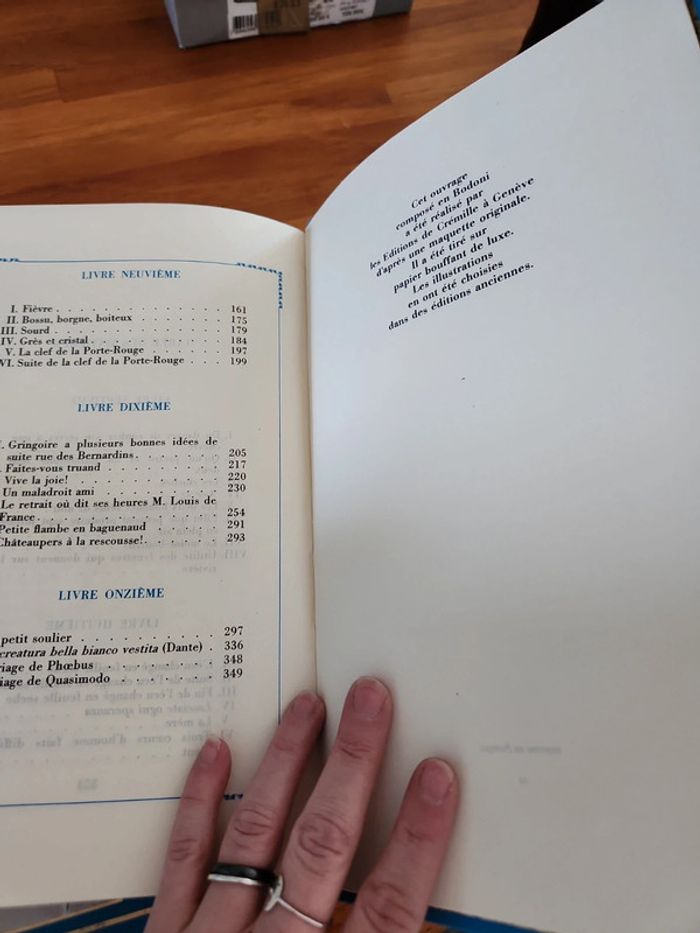 LIVRE NEUVIÈME
I. Fièvre . . . . . . . . . . . . . 161
II. Bossu, borgne, boiteux . . . . . . . 175
III. Sourd . . . . . . . . . . . . . 179
IV. Grès et cristal . . . . . . . . . . 184
V. La clef de la Porte-Rouge . . . . . . 197
VI. Suite de la clef de la Porte-Rouge . . . 199
LIVRE DIXIÈME
Gringoire a plusieurs bonnes idées de
suite rue des Bernardins . . . . . . . 205
Faites-vous truand . . . . . . . . . 217
Vive la joie! . . . . . . . . . . . 220
Un maladroit ami . . . . . . . . . . 230
Le retrait où dit ses heures M. Louis de
France . . . . . . . . . . . . . 254
Petite flambe en baguenaud . . . . . 291
Châteaupers à la rescousse! . . . . . . 293
LIVRE ONZIÈME
petit soulier . . . . . . . . . . . 297
creatura bella bianco vestita (Dante) . 336
riage de Phœbus . . . . . . . . . 348
iage de Quasimodo . . . . . . . . 349
Cet ouvrage
composé en Bodoni
a été réalisé par
les Editions de Crémille à Genève
d'après une maquette originale.
Il a été tiré sur
papier bouffant de luxe.
Les illustrations
en ont été choisies
dans des éditions anciennes.